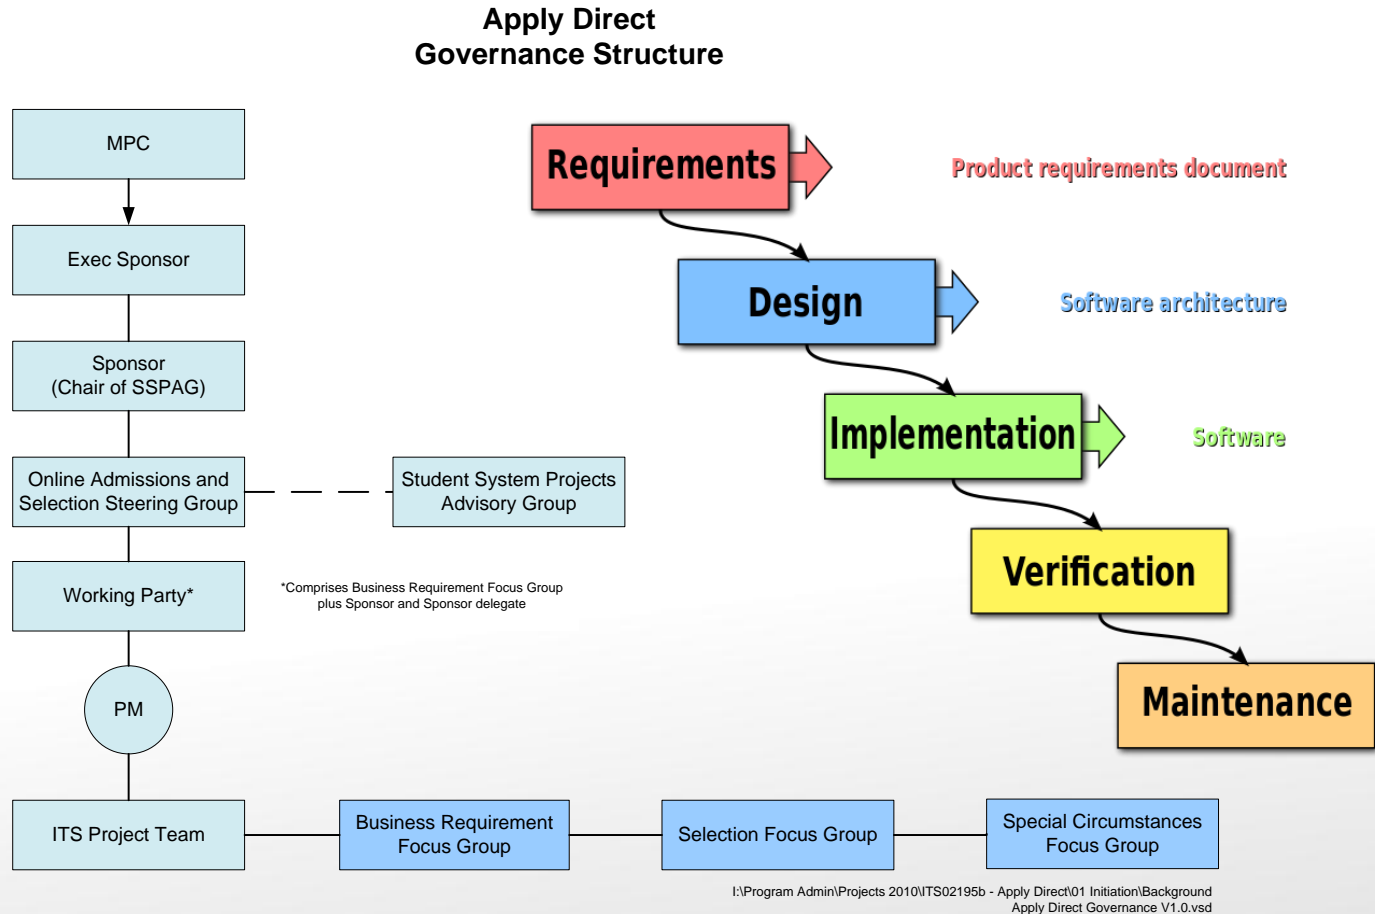 Apply Direct
Governance Structure
MPC
Exec Sponsor
Sponsor
(Chair of SSPAG)
Online Admissions and
Selection Steering Group
Student System Projects
Advisory Group
Working Party*
*Comprises Business Requirement Focus Group
plus Sponsor and Sponsor delegate
PM
ITS Project Team
Business Requirement
Focus Group
Selection Focus Group
Special Circumstances
Focus Group
Requirements
Product requirements document
Design
Software architecture
Implementation
Software
Verification
Maintenance
I:\Program Admin\Projects 2010\ITS02195b - Apply Direct\01 Initiation\Background
Apply Direct Governance V1.0.vsd